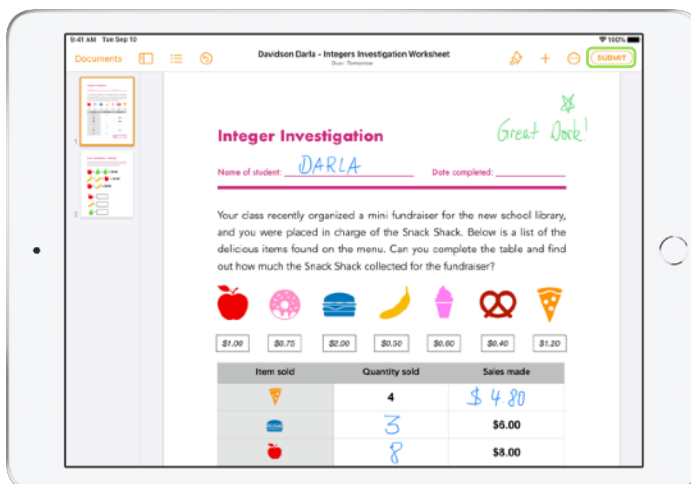 9:41 AM Tue Sep 10
100%
Documents
Davidson Darla - Integers Investigation Worksheet
Due: Tomorrow
SUBMIT
1
2
Great Work!
Integer Investigation
Name of student: DARLA
Date completed:
Your class recently organized a mini fundraiser for the new school library,
and you were placed in charge of the Snack Shack. Below is a list of the
delicious items found on the menu. Can you complete the table and find
out how much the Snack Shack collected for the fundraiser?
$1.00 $0.75 $2.00 $0.50 $0.60 $0.40 $1.20
Item sold Quantity sold Sales made
4 $4.80
3 $6.00
8 $8.00